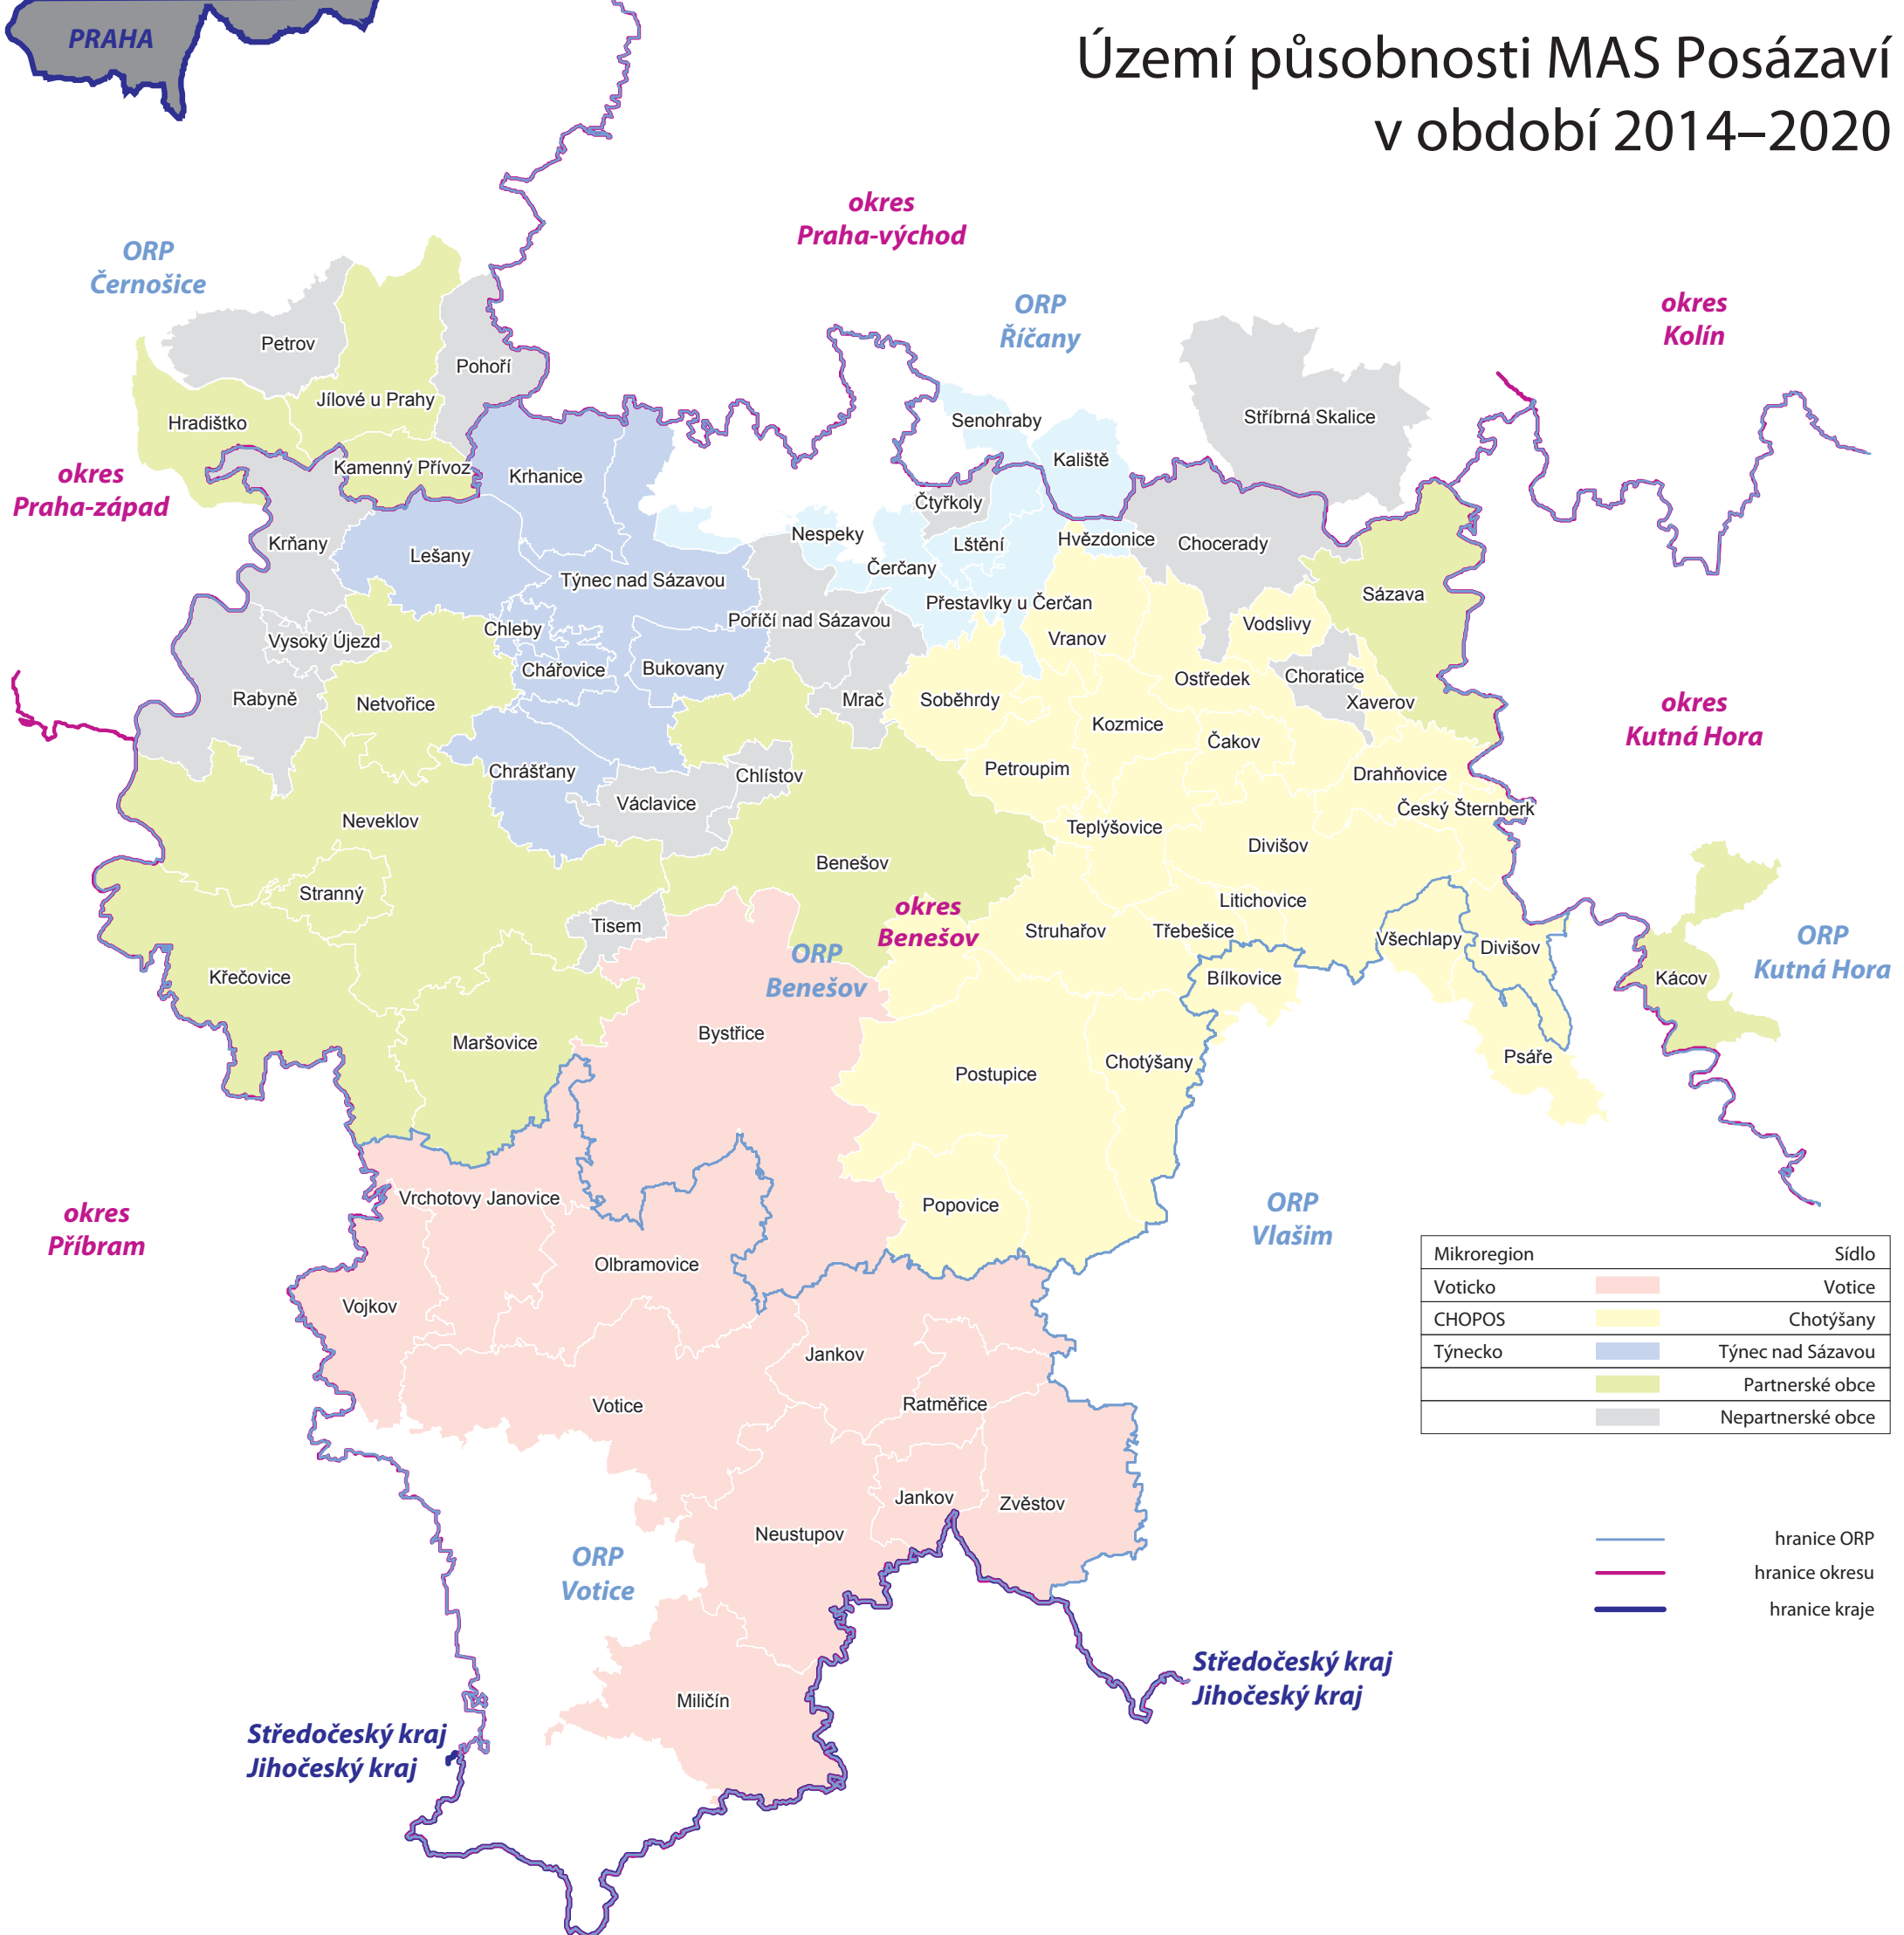 PRAHA
Území působnosti MAS Posázaví
v období 2014–2020
okres
Praha-východ
ORP
Černošice
ORP
Říčany
okres
Kolín
Petrov
Pohoří
Jílové u Prahy
Hradištko
Senohraby
Stříbrná Skalice
Kaliště
Kamenný Přívoz
Krhanice
okres
Praha-západ
Čtyřkoly
Nespeky
Hvězdonice
Krňany
Lštění
Chocerady
Lešany
Čerčany
Týnec nad Sázavou
Sázava
Přestavlky u Čerčan
Poříčí nad Sázavou
Vodslivy
Chleby
Vranov
Vysoký Újezd
Chářovice
Bukovany
Choratice
Ostředek
Rabyně
Netvořice
Mrač
Soběhrdy
Xaverov
okres
Kutná Hora
Kozmice
Čakov
Chrášťany
Chlístov
Petroupim
Drahňovice
Václavice
Český Šternberk
Neveklov
Teplýšovice
Divišov
Benešov
Stranný
Litichovice
okres
Benešov
Tisem
Struhařov
Třebešice
Všechlapy
Divišov
ORP
Kutná Hora
ORP
Benešov
Křečovice
Bílkovice
Kácov
Bystřice
Maršovice
Psáře
Chotýšany
Postupice
Vrchotovy Janovice
Popovice
okres
Příbram
ORP
Vlašim
Olbramovice
Vojkov
Jankov
Votice
Ratměřice
Jankov
Zvěstov
Neustupov
ORP
Votice
Miličín
Středočeský kraj
Jihočeský kraj
Středočeský kraj
Jihočeský kraj
Mikroregion Sídlo
Voticko Votice
CHOPOS Chotýšany
Týnecko Týnec nad Sázavou
Partnerské obce
Nepartnerské obce
hranice ORP
hranice okresu
hranice kraje